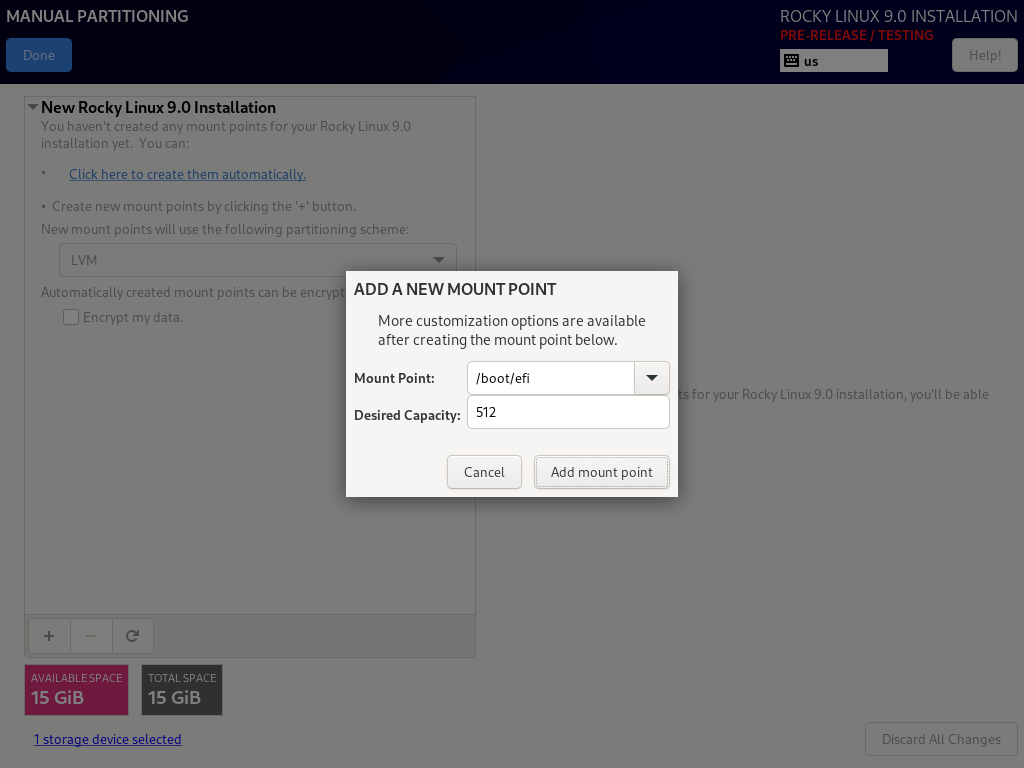 MANUAL PARTITIONING
Done
ROCKY LINUX 9.0 INSTALLATION
PRE-RELEASE / TESTING
us
Help!
New Rocky Linux 9.0 Installation
You haven't created any mount points for your Rocky Linux 9.0
installation yet. You can:
• Click here to create them automatically.
• Create new mount points by clicking the '+' button.
New mount points will use the following partitioning scheme:
LVM
Automatically created mount points can be encrypt
Encrypt my data.
ADD A NEW MOUNT POINT
More customization options are available
after creating the mount point below.
Mount Point: /boot/efi
Desired Capacity: 512
Cancel Add mount point
ts for your Rocky Linux 9.0 installation, you'll be able
+ −
AVAILABLE SPACE
15 GiB
TOTAL SPACE
15 GiB
1 storage device selected
Discard All Changes